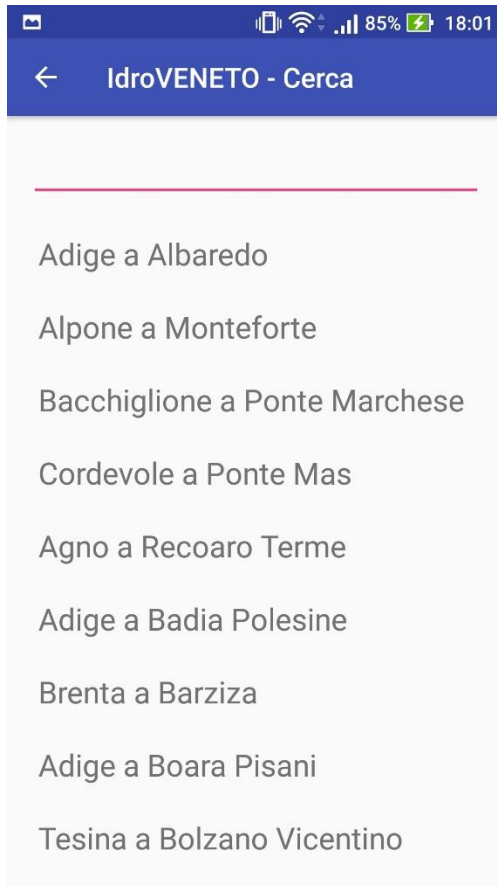 85% 18:01
IdroVENETO - Cerca
Adige a Albaredo
Alpone a Monteforte
Bacchiglione a Ponte Marchese
Cordevole a Ponte Mas
Agno a Recoaro Terme
Adige a Badia Polesine
Brenta a Barziza
Adige a Boara Pisani
Tesina a Bolzano Vicentino